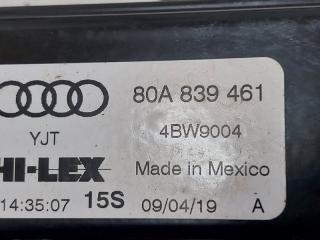 80A 839 461
YJT
4BW9004
HI-LEX
Made in Mexico
14:35:07 15S 09/04/19 A